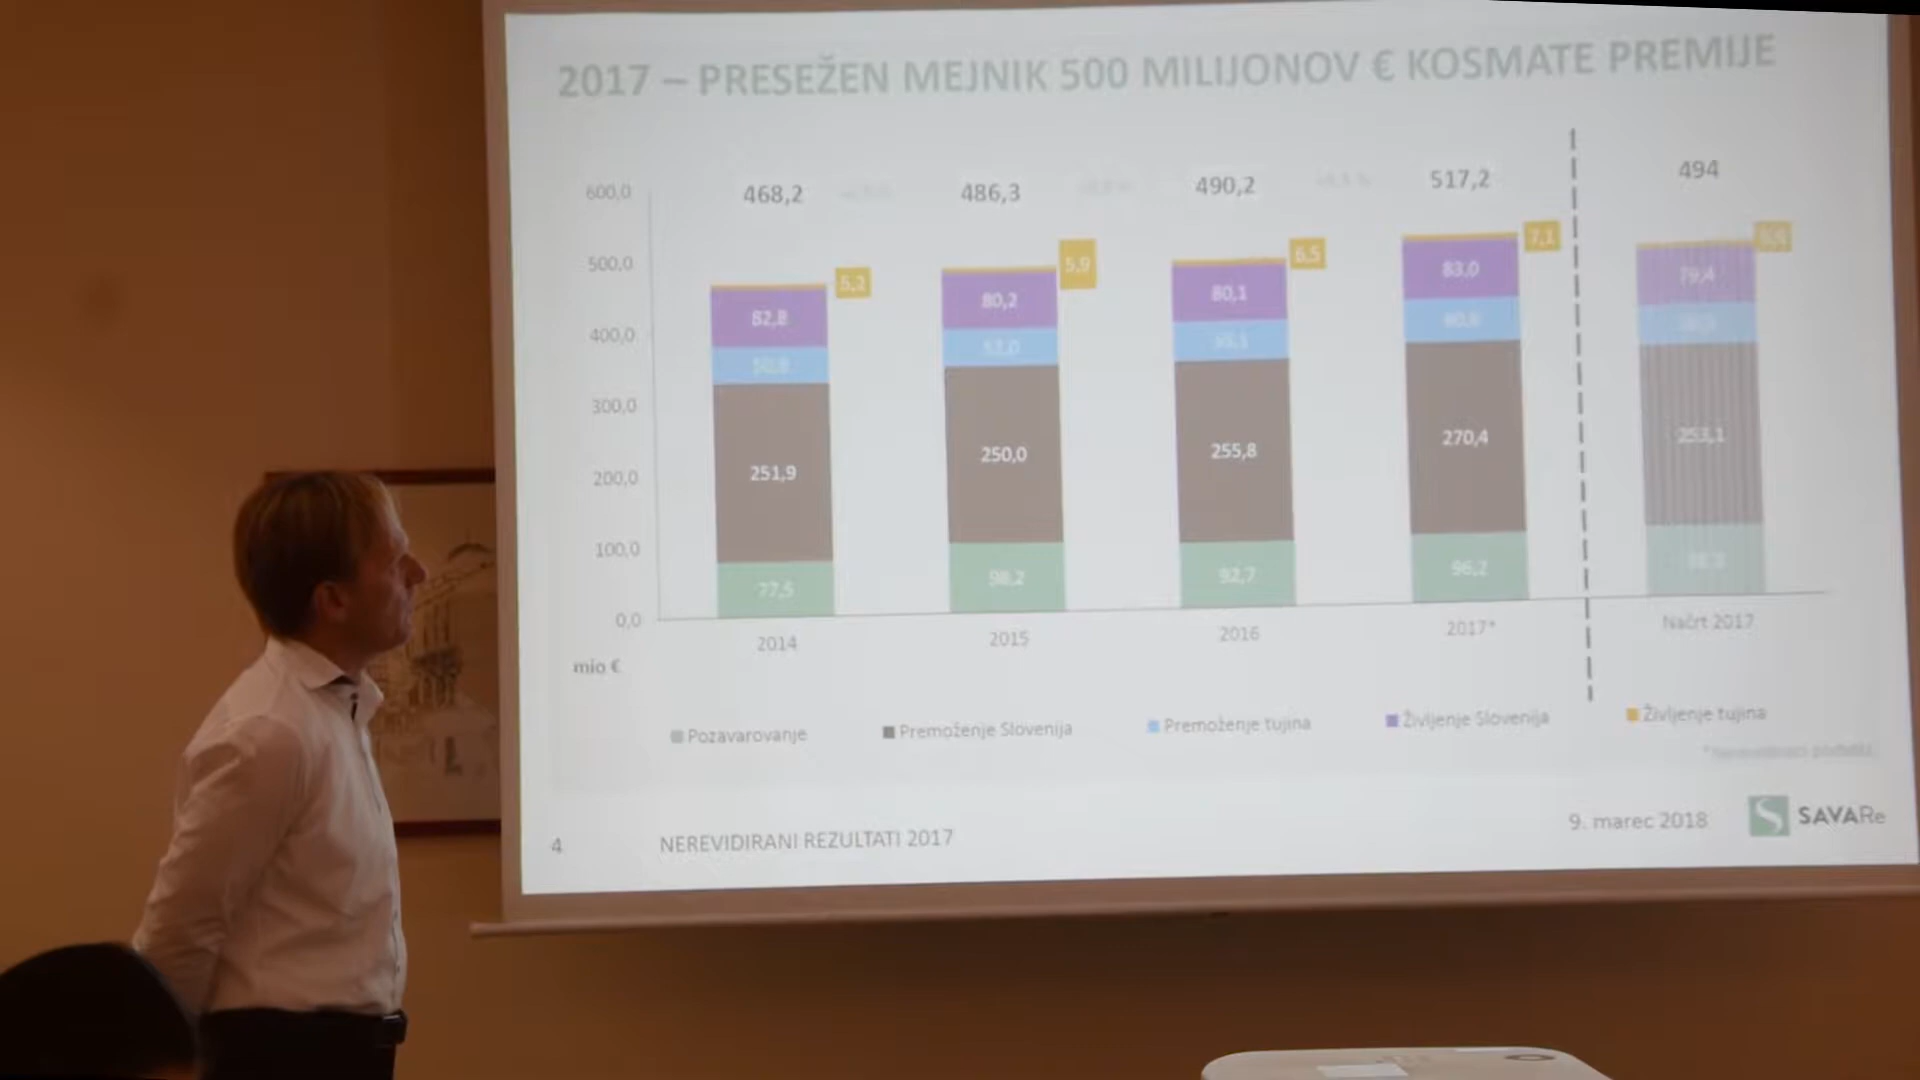 2017 – PRESEŽEN MEJNIK 500 MILIJONOV € KOSMATE PREMIJE
468,2 486,3 490,2 517,2 494
600,0
500,0
400,0
300,0
200,0
100,0
0,0
mio €
5,2 5,9 6,5 7,1
82,8 80,2 80,1 83,0 79,4
50,8
251,9 250,0 255,8 270,4 253,1
77,5 98,2 92,7 96,2
2014 2015 2016 2017* Načrt 2017
Pozavarovanje Premoženje Slovenija Premoženje tujina Življenje Slovenija Življenje tujina
4 NEREVIDIRANI REZULTATI 2017 9. marec 2018 SAVARe